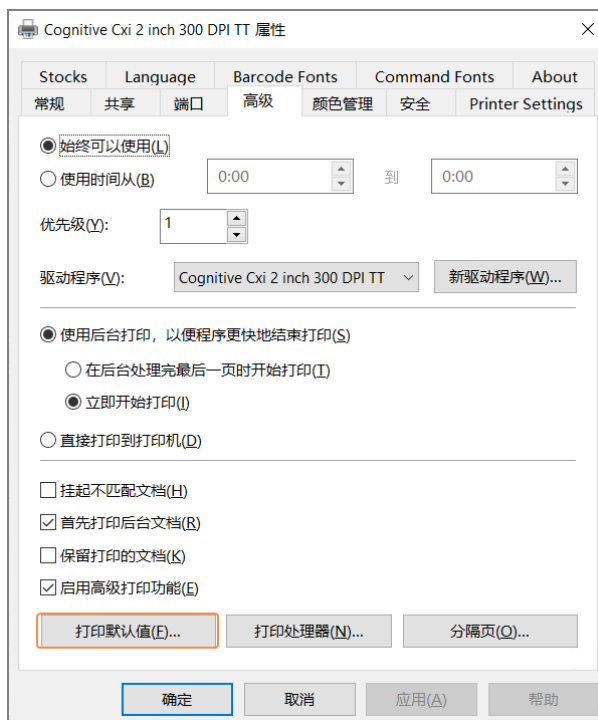 Cognitive Cxi 2 inch 300 DPI TT 属性
Stocks Language Barcode Fonts Command Fonts About
常规 共享 端口 高级 颜色管理 安全 Printer Settings
始终可以使用(L)
使用时间从(B) 0:00 到 0:00
优先级(Y): 1
驱动程序(V): Cognitive Cxi 2 inch 300 DPI TT 新驱动程序(W)...
使用后台打印，以便程序更快地结束打印(S)
在后台处理完最后一页时开始打印(T)
立即开始打印(I)
直接打印到打印机(D)
挂起不匹配文档(H)
首先打印后台文档(R)
保留打印的文档(K)
启用高级打印功能(E)
打印默认值(F)... 打印处理器(N)... 分隔页(O)...
确定 取消 应用(A) 帮助